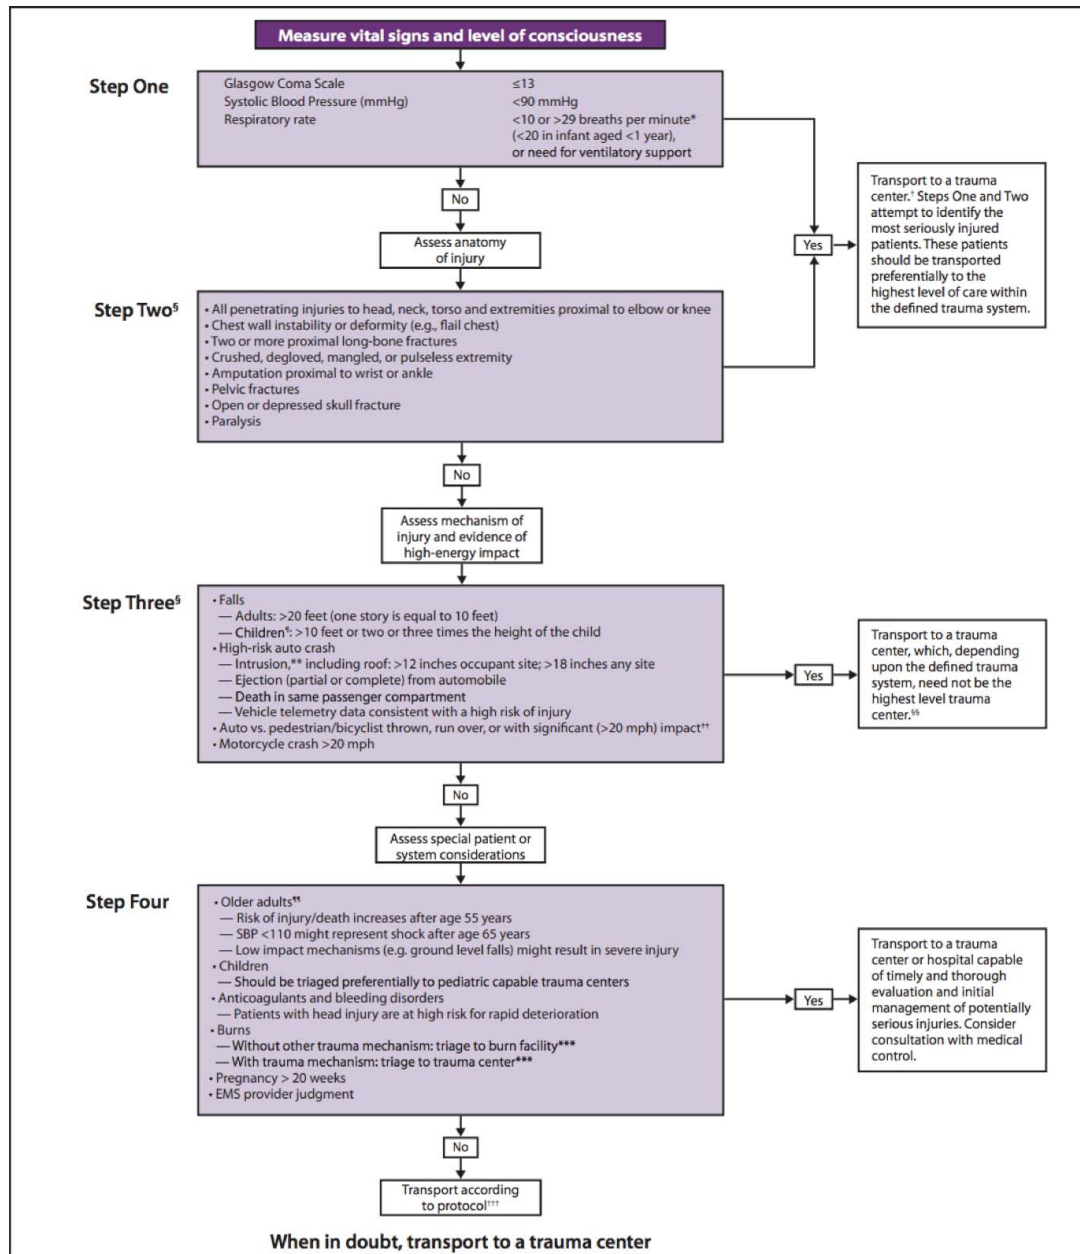 Measure vital signs and level of consciousness
Step One
Glasgow Coma Scale ≤13
Systolic Blood Pressure (mmHg) <90 mmHg
Respiratory rate <10 or >29 breaths per minute*
(<20 in infant aged <1 year),
or need for ventilatory support
Yes
Transport to a trauma
center.† Steps One and Two
attempt to identify the
most seriously injured
patients. These patients
should be transported
preferentially to the
highest level of care within
the defined trauma system.
No
Assess anatomy
of injury
Step Two§
• All penetrating injuries to head, neck, torso and extremities proximal to elbow or knee
• Chest wall instability or deformity (e.g., flail chest)
• Two or more proximal long-bone fractures
• Crushed, degloved, mangled, or pulseless extremity
• Amputation proximal to wrist or ankle
• Pelvic fractures
• Open or depressed skull fracture
• Paralysis
No
Assess mechanism of
injury and evidence of
high-energy impact
Step Three§
• Falls
— Adults: >20 feet (one story is equal to 10 feet)
— Children¶: >10 feet or two or three times the height of the child
• High-risk auto crash
— Intrusion,** including roof: >12 inches occupant site; >18 inches any site
— Ejection (partial or complete) from automobile
— Death in same passenger compartment
— Vehicle telemetry data consistent with a high risk of injury
• Auto vs. pedestrian/bicyclist thrown, run over, or with significant (>20 mph) impact††
• Motorcycle crash >20 mph
Yes
Transport to a trauma
center, which, depending
upon the defined trauma
system, need not be the
highest level trauma
center.§§
No
Assess special patient or
system considerations
Step Four
• Older adults¶¶
— Risk of injury/death increases after age 55 years
— SBP <110 might represent shock after age 65 years
— Low impact mechanisms (e.g. ground level falls) might result in severe injury
• Children
— Should be triaged preferentially to pediatric capable trauma centers
• Anticoagulants and bleeding disorders
— Patients with head injury are at high risk for rapid deterioration
• Burns
— Without other trauma mechanism: triage to burn facility***
— With trauma mechanism: triage to trauma center***
• Pregnancy > 20 weeks
• EMS provider judgment
Yes
Transport to a trauma
center or hospital capable
of timely and thorough
evaluation and initial
management of potentially
serious injuries. Consider
consultation with medical
control.
No
Transport according
to protocol†††
When in doubt, transport to a trauma center